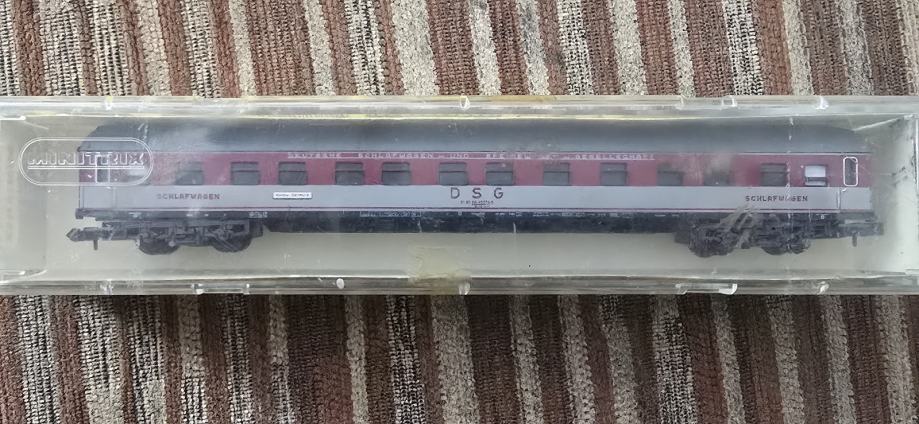 MINITRIX
DEUTSCHE SCHLAFWAGEN - UND SPEISEWAGEN - GESELLSCHAFT
SCHLAFWAGEN
DSG
SCHLAFWAGEN